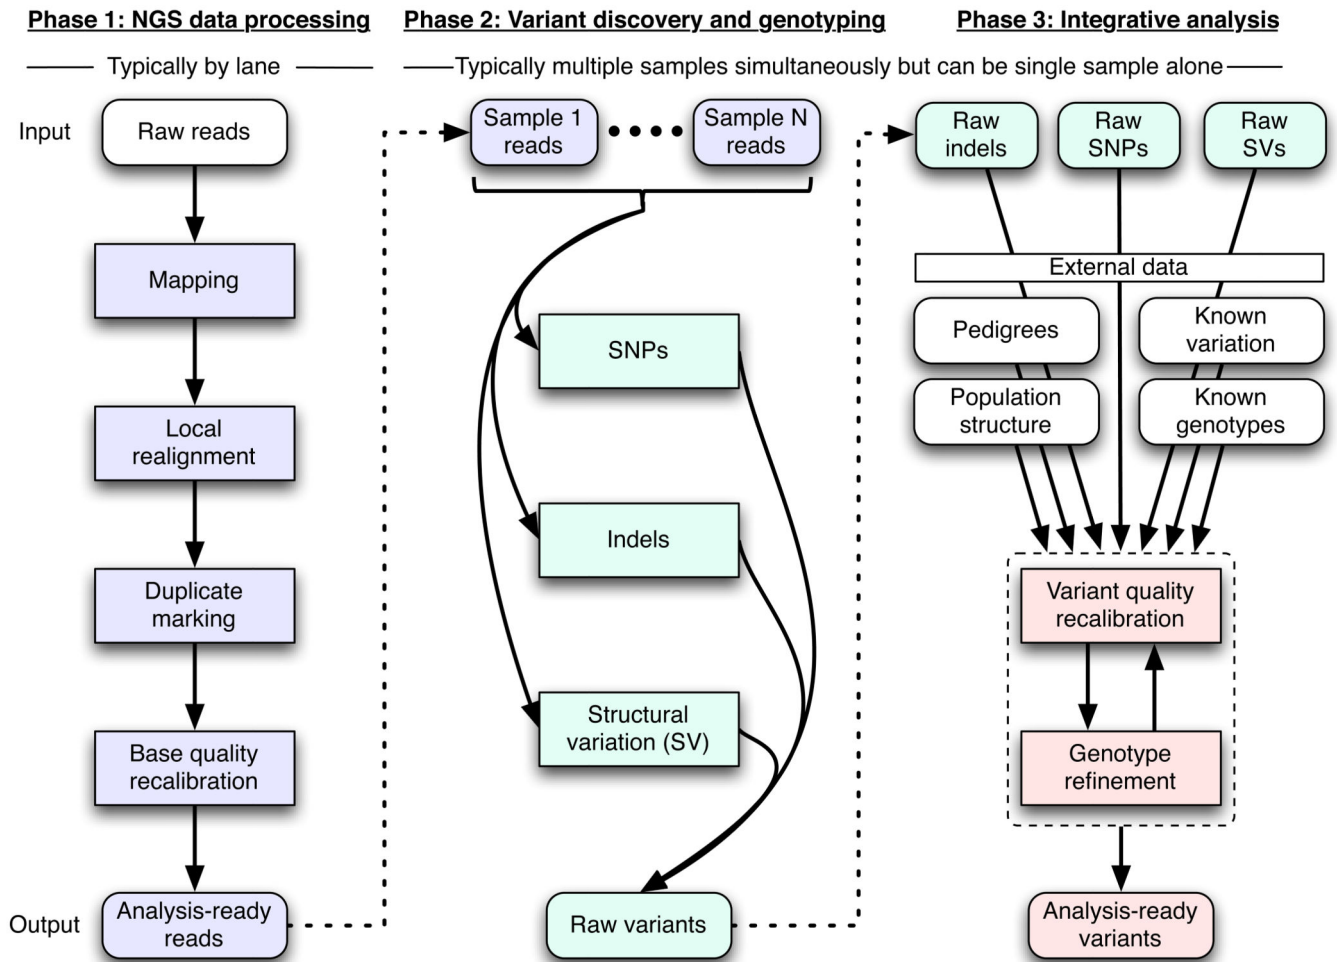 Phase 1: NGS data processing
Typically by lane
Input
Raw reads
Mapping
Local
realignment
Duplicate
marking
Base quality
recalibration
Output
Analysis-ready
reads
Phase 2: Variant discovery and genotyping
Typically multiple samples simultaneously but can be single sample alone
Sample 1
reads
Sample N
reads
SNPs
Indels
Structural
variation (SV)
Raw variants
Phase 3: Integrative analysis
Raw
indels
Raw
SNPs
Raw
SVs
External data
Pedigrees
Known
variation
Population
structure
Known
genotypes
Variant quality
recalibration
Genotype
refinement
Analysis-ready
variants